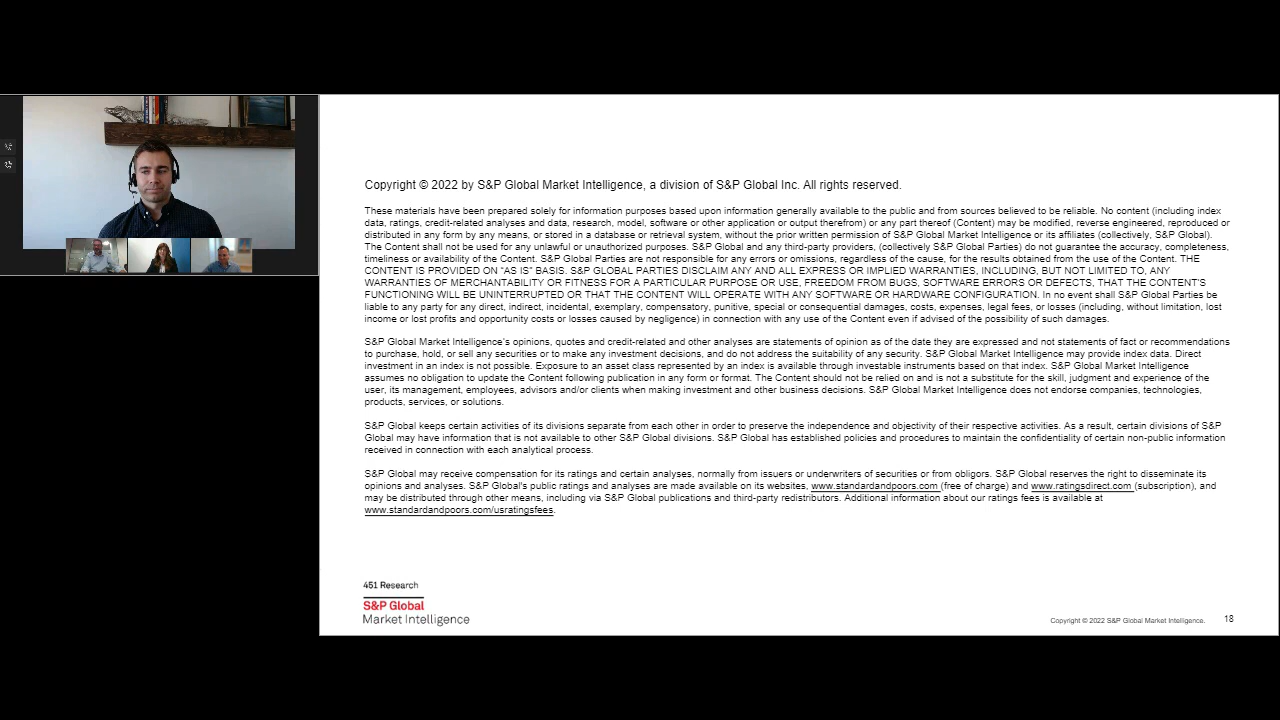 Copyright © 2022 by S&P Global Market Intelligence, a division of S&P Global Inc. All rights reserved.
These materials have been prepared solely for information purposes based upon information generally available to the public and from sources believed to be reliable. No content (including index
data, ratings, credit-related analyses and data, research, model, software or other application or output therefrom) or any part thereof (Content) may be modified, reverse engineered, reproduced or
distributed in any form by any means, or stored in a database or retrieval system, without the prior written permission of S&P Global Market Intelligence or its affiliates (collectively, S&P Global).
The Content shall not be used for any unlawful or unauthorized purposes. S&P Global and any third-party providers, (collectively S&P Global Parties) do not guarantee the accuracy, completeness,
timeliness or availability of the Content. S&P Global Parties are not responsible for any errors or omissions, regardless of the cause, for the results obtained from the use of the Content. THE
CONTENT IS PROVIDED ON "AS IS" BASIS. S&P GLOBAL PARTIES DISCLAIM ANY AND ALL EXPRESS OR IMPLIED WARRANTIES, INCLUDING, BUT NOT LIMITED TO, ANY
WARRANTIES OF MERCHANTABILITY OR FITNESS FOR A PARTICULAR PURPOSE OR USE, FREEDOM FROM BUGS, SOFTWARE ERRORS OR DEFECTS, THAT THE CONTENT'S
FUNCTIONING WILL BE UNINTERRUPTED OR THAT THE CONTENT WILL OPERATE WITH ANY SOFTWARE OR HARDWARE CONFIGURATION. In no event shall S&P Global Parties be
liable to any party for any direct, indirect, incidental, exemplary, compensatory, punitive, special or consequential damages, costs, expenses, legal fees, or losses (including, without limitation, lost
income or lost profits and opportunity costs or losses caused by negligence) in connection with any use of the Content even if advised of the possibility of such damages.
S&P Global Market Intelligence's opinions, quotes and credit-related and other analyses are statements of opinion as of the date they are expressed and not statements of fact or recommendations
to purchase, hold, or sell any securities or to make any investment decisions, and do not address the suitability of any security. S&P Global Market Intelligence may provide index data. Direct
investment in an index is not possible. Exposure to an asset class represented by an index is available through investable instruments based on that index. S&P Global Market Intelligence
assumes no obligation to update the Content following publication in any form or format. The Content should not be relied on and is not a substitute for the skill, judgment and experience of the
user, its management, employees, advisors and/or clients when making investment and other business decisions. S&P Global Market Intelligence does not endorse companies, technologies,
products, services, or solutions.
S&P Global keeps certain activities of its divisions separate from each other in order to preserve the independence and objectivity of their respective activities. As a result, certain divisions of S&P
Global may have information that is not available to other S&P Global divisions. S&P Global has established policies and procedures to maintain the confidentiality of certain non-public information
received in connection with each analytical process.
S&P Global may receive compensation for its ratings and certain analyses, normally from issuers or underwriters of securities or from obligors. S&P Global reserves the right to disseminate its
opinions and analyses. S&P Global's public ratings and analyses are made available on its websites, www.standardandpoors.com (free of charge) and www.ratingsdirect.com (subscription), and
may be distributed through other means, including via S&P Global publications and third-party redistributors. Additional information about our ratings fees is available at
www.standardandpoors.com/usratingsfees.
451 Research
S&P Global
Market Intelligence
Copyright © 2022 S&P Global Market Intelligence.
18